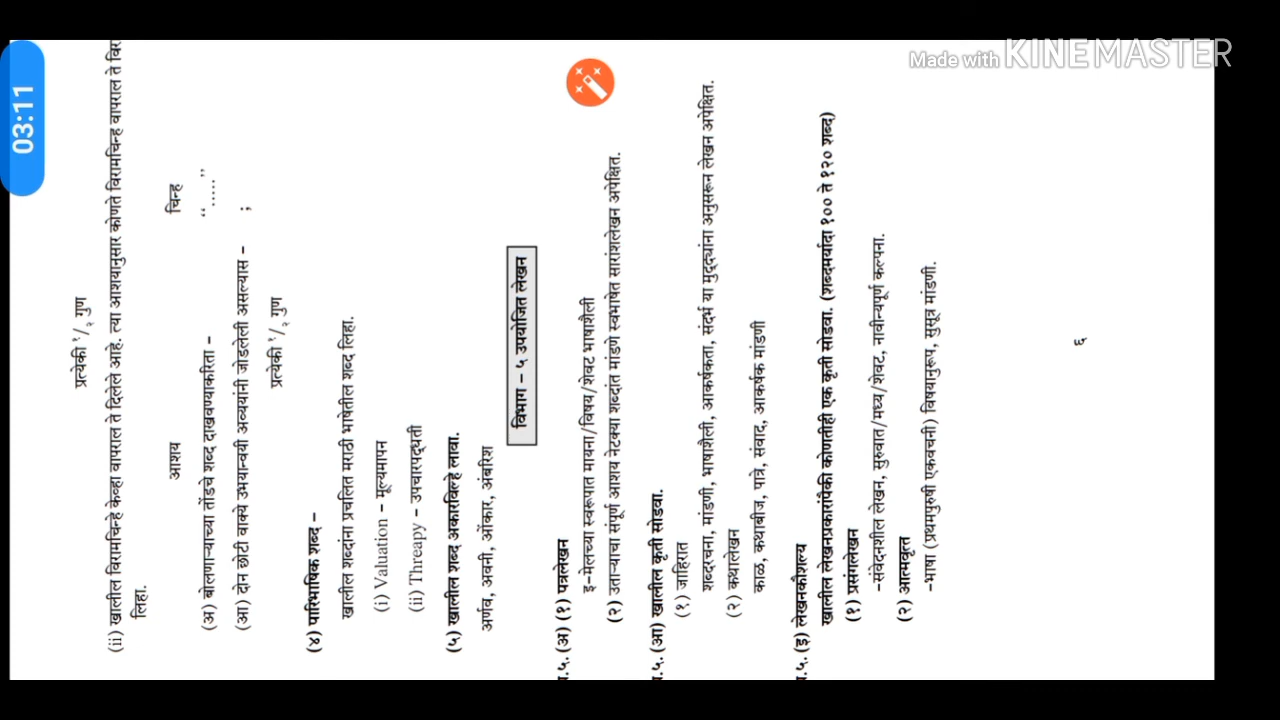 03:11
Made with KINEMASTER
प्रत्येकी १/२ गुण
(ii) खालील विरामचिन्हे केव्हा वापराल ते दिलेले आहे. त्या आशयानुसार कोणते विरामचिन्ह वापराल ते
लिहा.
आशय चिन्ह
(अ) बोलणाऱ्याच्या तोंडचे शब्द दाखवण्याकरिता – “.....”
(आ) दोन छोटी वाक्ये उभयान्वयी अव्ययांनी जोडलेली असल्यास – ;
प्रत्येकी १/२ गुण
(४) पारिभाषिक शब्द –
खालील शब्दांना प्रचलित मराठी भाषेतील शब्द लिहा.
(i) Valuation – मूल्यमापन
(ii) Threapy – उपचारपद्धती
(५) खालील शब्द अकारविल्हे लावा.
अर्णव, अवनी, ओंकार, अंबरिश
विभाग – ५ उपयोजित लेखन
.५. (अ) (१) पत्रलेखन
इ-मेलच्या स्वरूपात मायना/विषय/शेवट भाषाशैली
(२) उताऱ्याचा संपूर्ण आशय नेटक्या शब्दांत मांडणे स्वभाषेत सारांशलेखन अपेक्षित.
.५. (आ) खालील कृती सोडवा.
(१) जाहिरात
शब्दरचना, मांडणी, भाषाशैली, आकर्षकता, संदर्भ या मुद्द्यांना अनुसरून लेखन अपेक्षित.
(२) कथालेखन
काळ, कथाबीज, पात्रे, संवाद, आकर्षक मांडणी
.५. (इ) लेखनकौशल्य
खालील लेखनप्रकारांपैकी कोणतीही एक कृती सोडवा. (शब्दमर्यादा १०० ते १२० शब्द)
(१) प्रसंगलेखन
-संवेदनशील लेखन, सुरुवात/मध्य/शेवट, नावीन्यपूर्ण कल्पना.
(२) आत्मवृत्त
-भाषा (प्रथमपुरुषी एकवचनी) विषयानुरूप, सुसूत्र मांडणी.
६